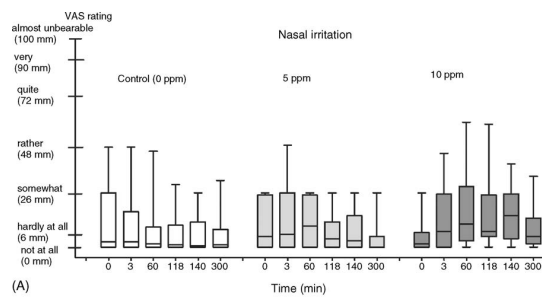 VAS rating
almost unbearable
(100 mm)
Nasal irritation
very
(90 mm)
Control (0 ppm)
5 ppm
10 ppm
quite
(72 mm)
rather
(48 mm)
somewhat
(26 mm)
hardly at all
(6 mm)
not at all
(0 mm)
0 3 60 118 140 300 0 3 60 118 140 300 0 3 60 118 140 300
(A)
Time (min)